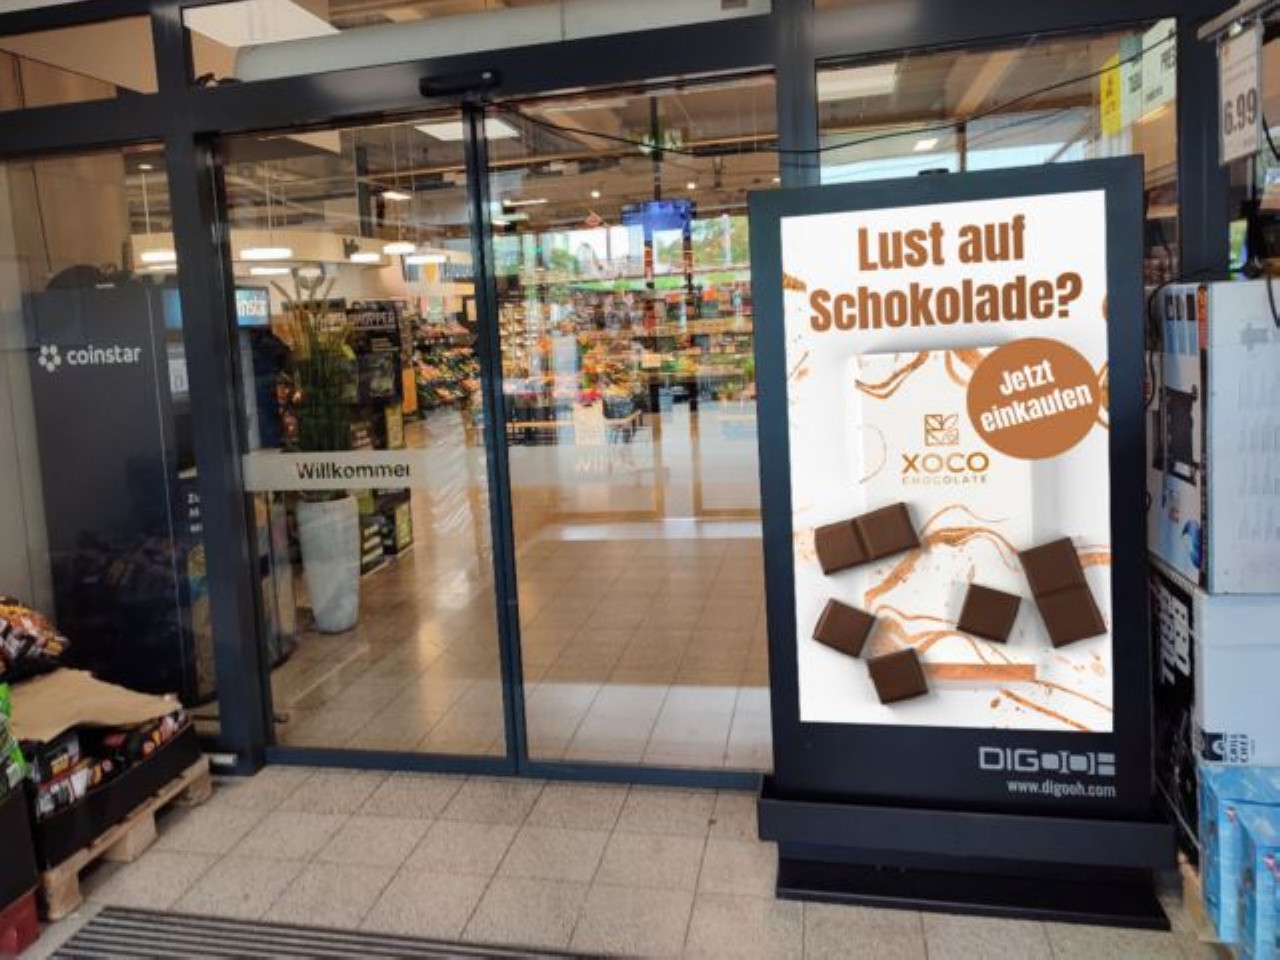 6.99
Lust auf
Schokolade?
Jetzt
einkaufen
XOCO
CHOCOLATE
coinstar
Willkommen
DIGOOH
www.digooh.com